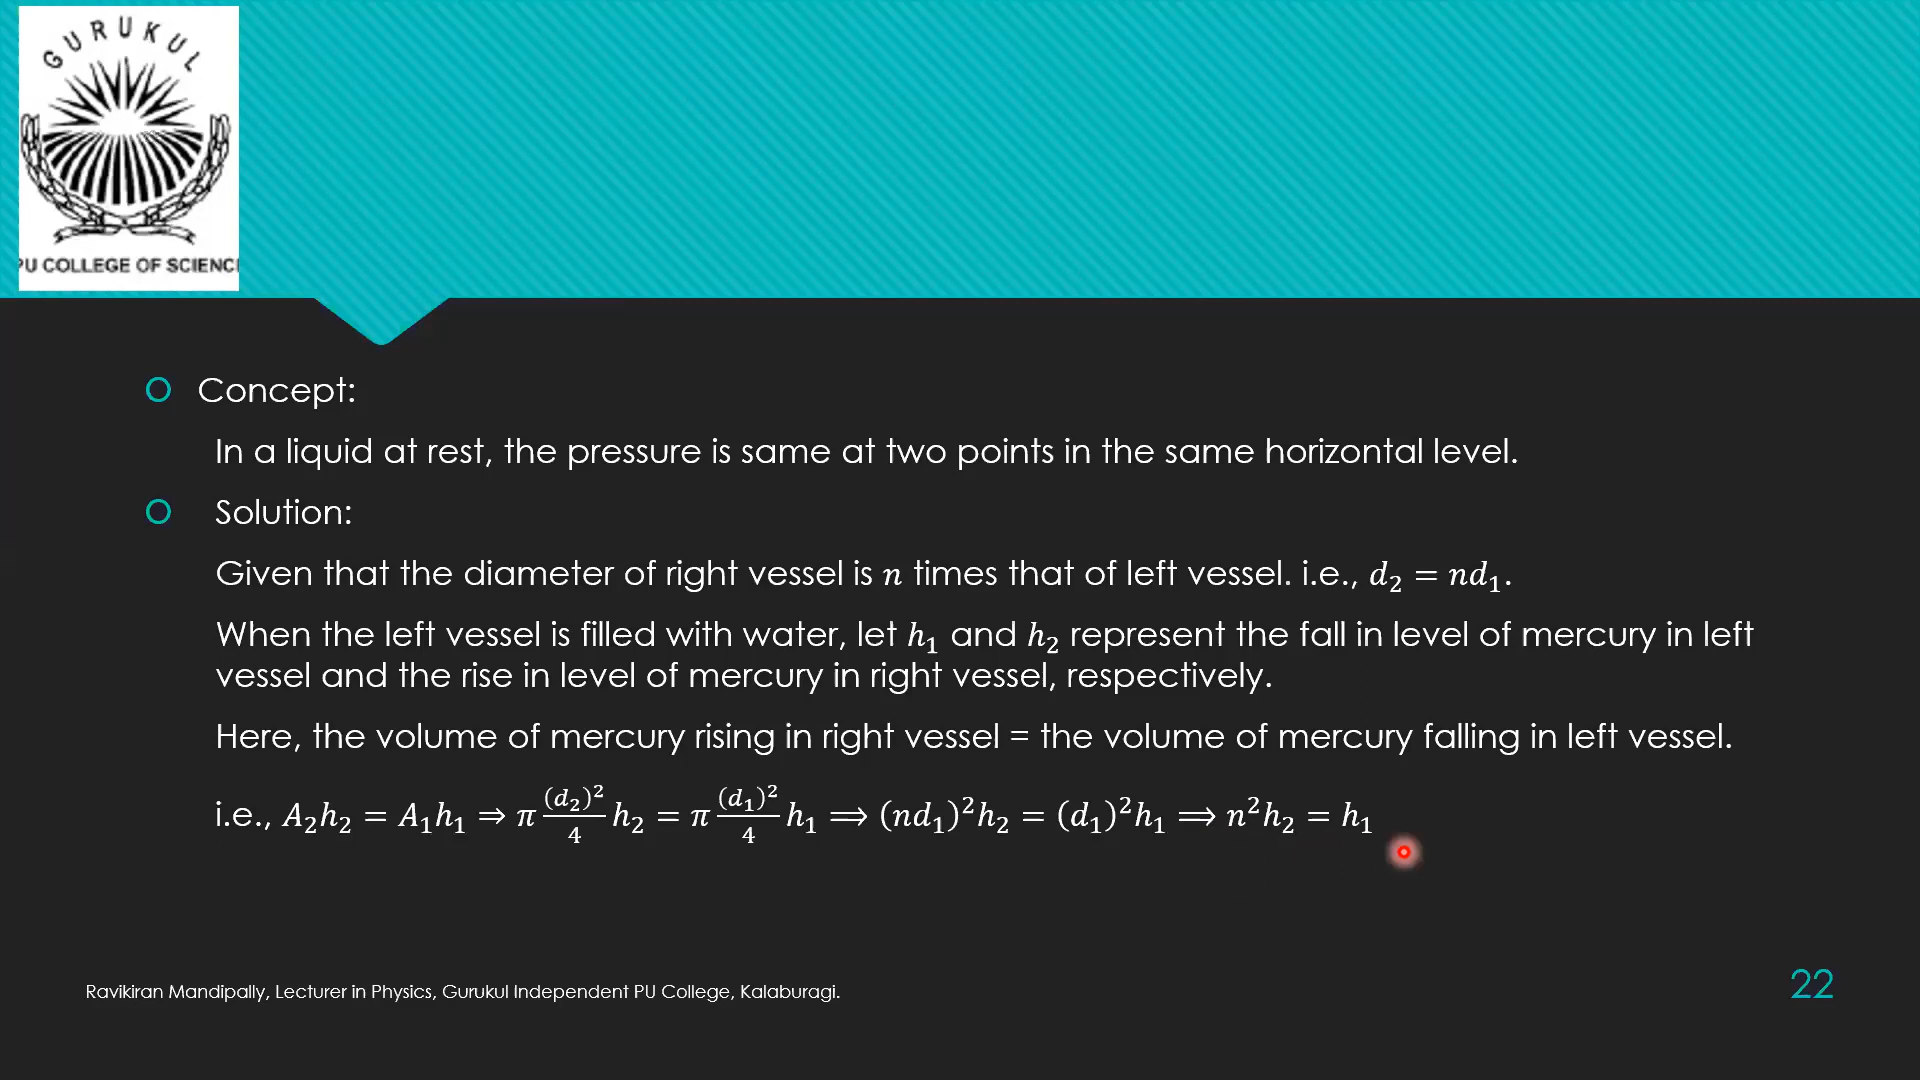 GURUKUL
PU COLLEGE OF SCIENC
Concept:
In a liquid at rest, the pressure is same at two points in the same horizontal level.
Solution:
Given that the diameter of right vessel is 𝑛 times that of left vessel. i.e., 𝑑₂ = 𝑛𝑑₁.
When the left vessel is filled with water, let ℎ₁ and ℎ₂ represent the fall in level of mercury in left
vessel and the rise in level of mercury in right vessel, respectively.
Here, the volume of mercury rising in right vessel = the volume of mercury falling in left vessel.
i.e., 𝐴₂ℎ₂ = 𝐴₁ℎ₁ ⇒ 𝜋 (𝑑₂)²/4 ℎ₂ = 𝜋 (𝑑₁)²/4 ℎ₁ ⟹ (𝑛𝑑₁)²ℎ₂ = (𝑑₁)²ℎ₁ ⟹ 𝑛²ℎ₂ = ℎ₁
Ravikiran Mandipally, Lecturer in Physics, Gurukul Independent PU College, Kalaburagi.
22